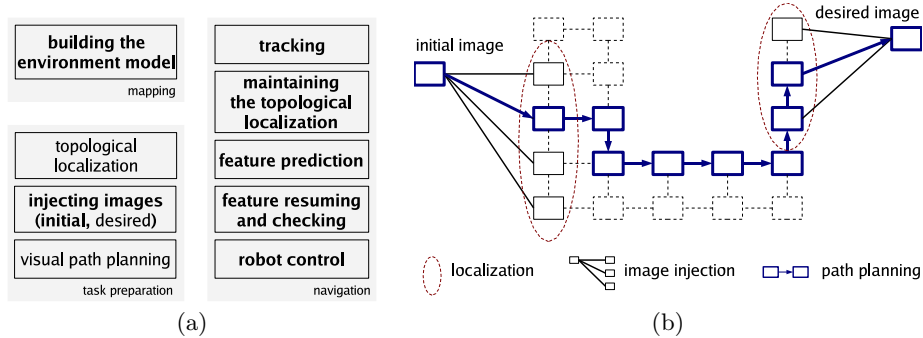 building the
environment model
mapping
topological
localization
injecting images
(initial, desired)
visual path planning
task preparation
tracking
maintaining
the topological
localization
feature prediction
feature resuming
and checking
robot control
navigation
(a)
initial image
desired image
localization
image injection
path planning
(b)